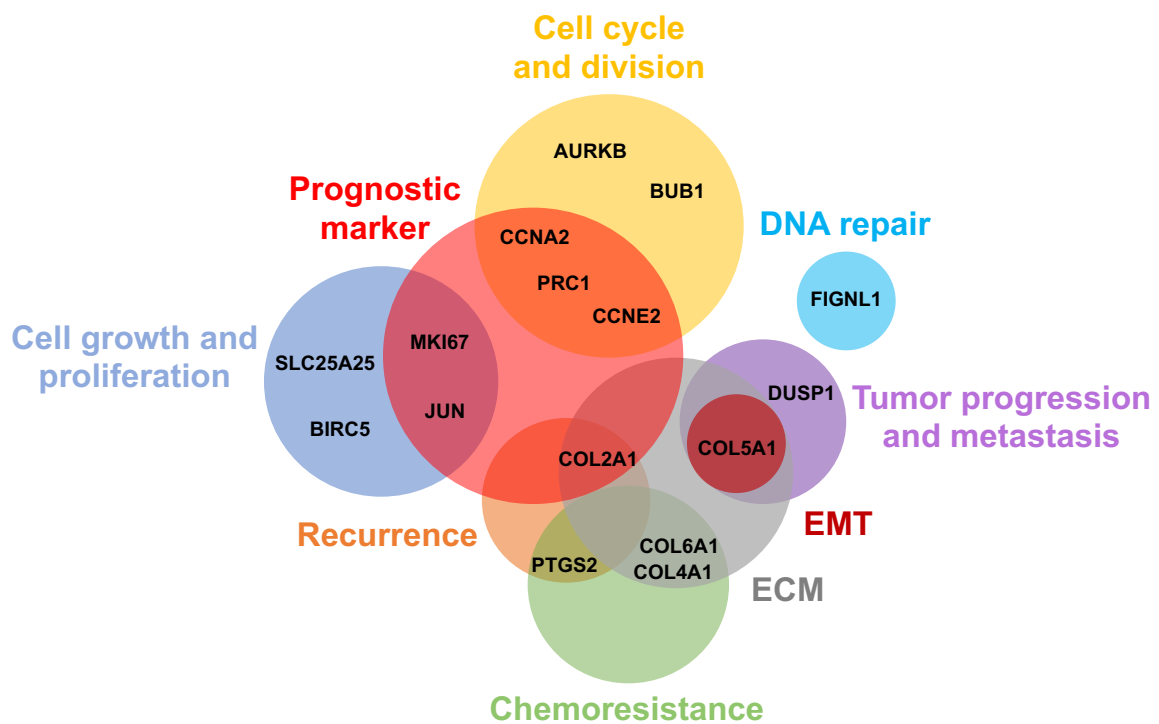 Cell cycle
and division
AURKB
BUB1
Prognostic
marker
CCNA2
PRC1
CCNE2
DNA repair
FIGNL1
Cell growth and
proliferation
SLC25A25
BIRC5
MKI67
JUN
DUSP1
Tumor progression
and metastasis
COL5A1
COL2A1
EMT
Recurrence
PTGS2
COL6A1
COL4A1
ECM
Chemoresistance